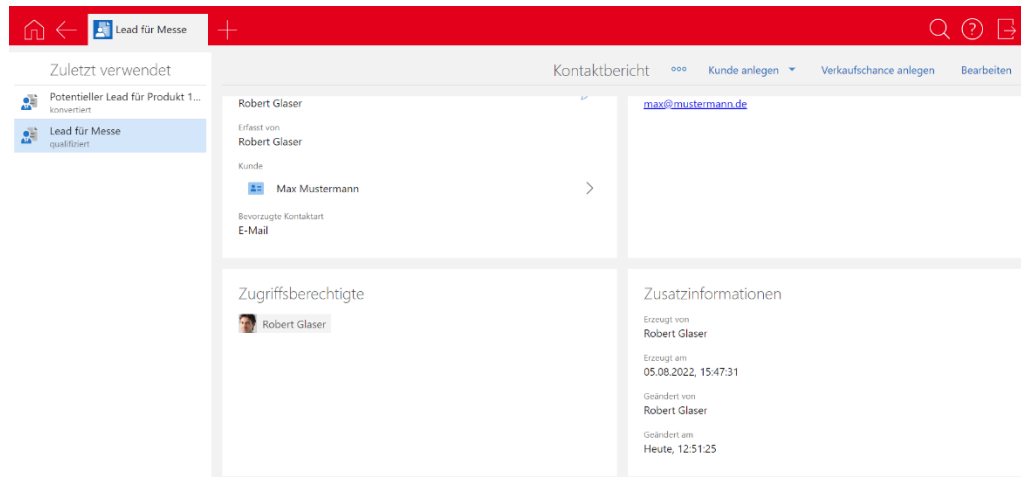 Lead für Messe
Zuletzt verwendet
Potentieller Lead für Produkt 1...
konvertiert
Lead für Messe
qualifiziert
Kontaktbericht
Kunde anlegen
Verkaufschance anlegen
Bearbeiten
Robert Glaser
Erfasst von
Robert Glaser
Kunde
Max Mustermann
Bevorzugte Kontaktart
E-Mail
max@mustermann.de
Zugriffsberechtigte
Robert Glaser
Zusatzinformationen
Erzeugt von
Robert Glaser
Erzeugt am
05.08.2022, 15:47:31
Geändert von
Robert Glaser
Geändert am
Heute, 12:51:25